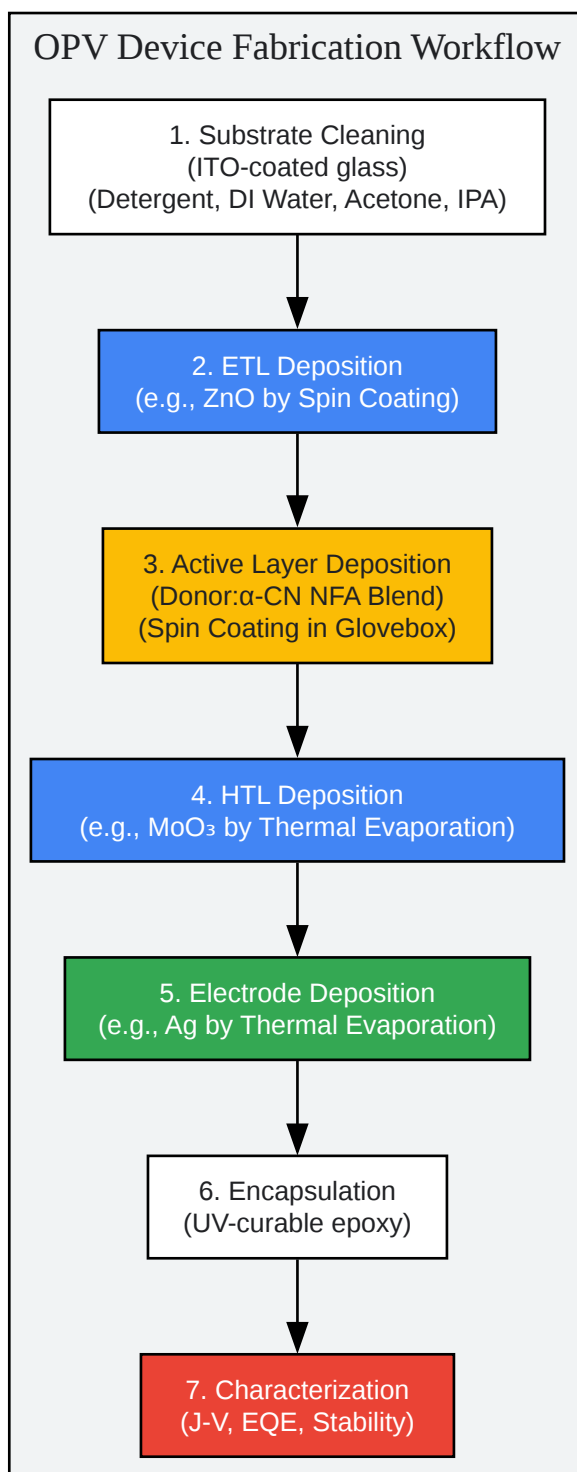 OPV Device Fabrication Workflow
1. Substrate Cleaning
(ITO-coated glass)
(Detergent, DI Water, Acetone, IPA)
2. ETL Deposition
(e.g., ZnO by Spin Coating)
3. Active Layer Deposition
(Donor:α-CN NFA Blend)
(Spin Coating in Glovebox)
4. HTL Deposition
(e.g., MoO₃ by Thermal Evaporation)
5. Electrode Deposition
(e.g., Ag by Thermal Evaporation)
6. Encapsulation
(UV-curable epoxy)
7. Characterization
(J-V, EQE, Stability)